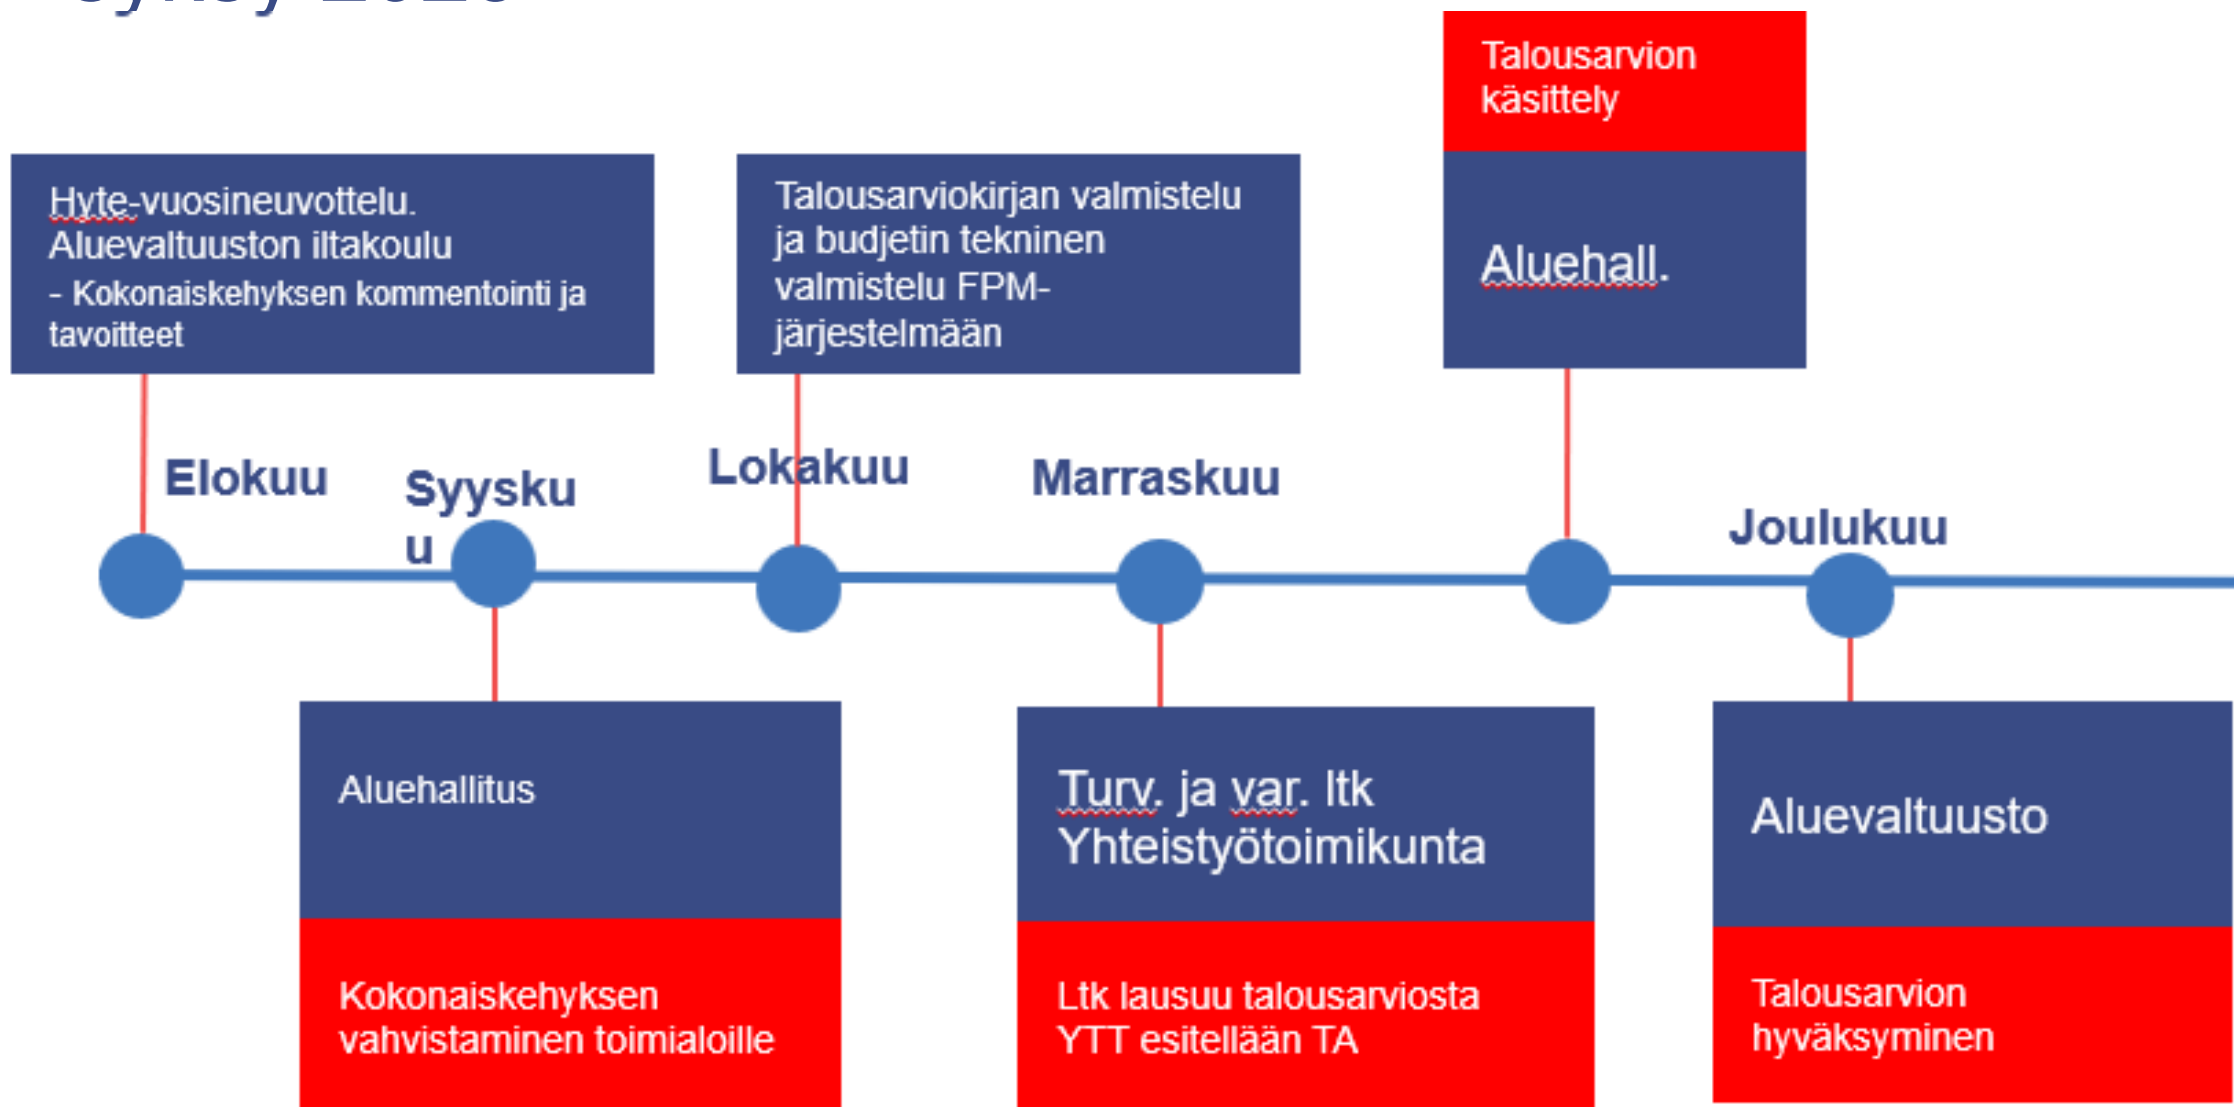 Talousarvion
käsittely
Hyte-vuosineuvottelu.
Aluevaltuuston iltakoulu
- Kokonaiskehyksen kommentointi ja
tavoitteet
Talousarviokirjan valmistelu
ja budjetin tekninen
valmistelu FPM-
järjestelmään
Aluehall.
Elokuu
Syysku
u
Lokakuu
Marraskuu
Joulukuu
Aluehallitus
Kokonaiskehyksen
vahvistaminen toimialoille
Turv. ja var. ltk
Yhteistyötoimikunta
Ltk lausuu talousarviosta
YTT esitellään TA
Aluevaltuusto
Talousarvion
hyväksyminen